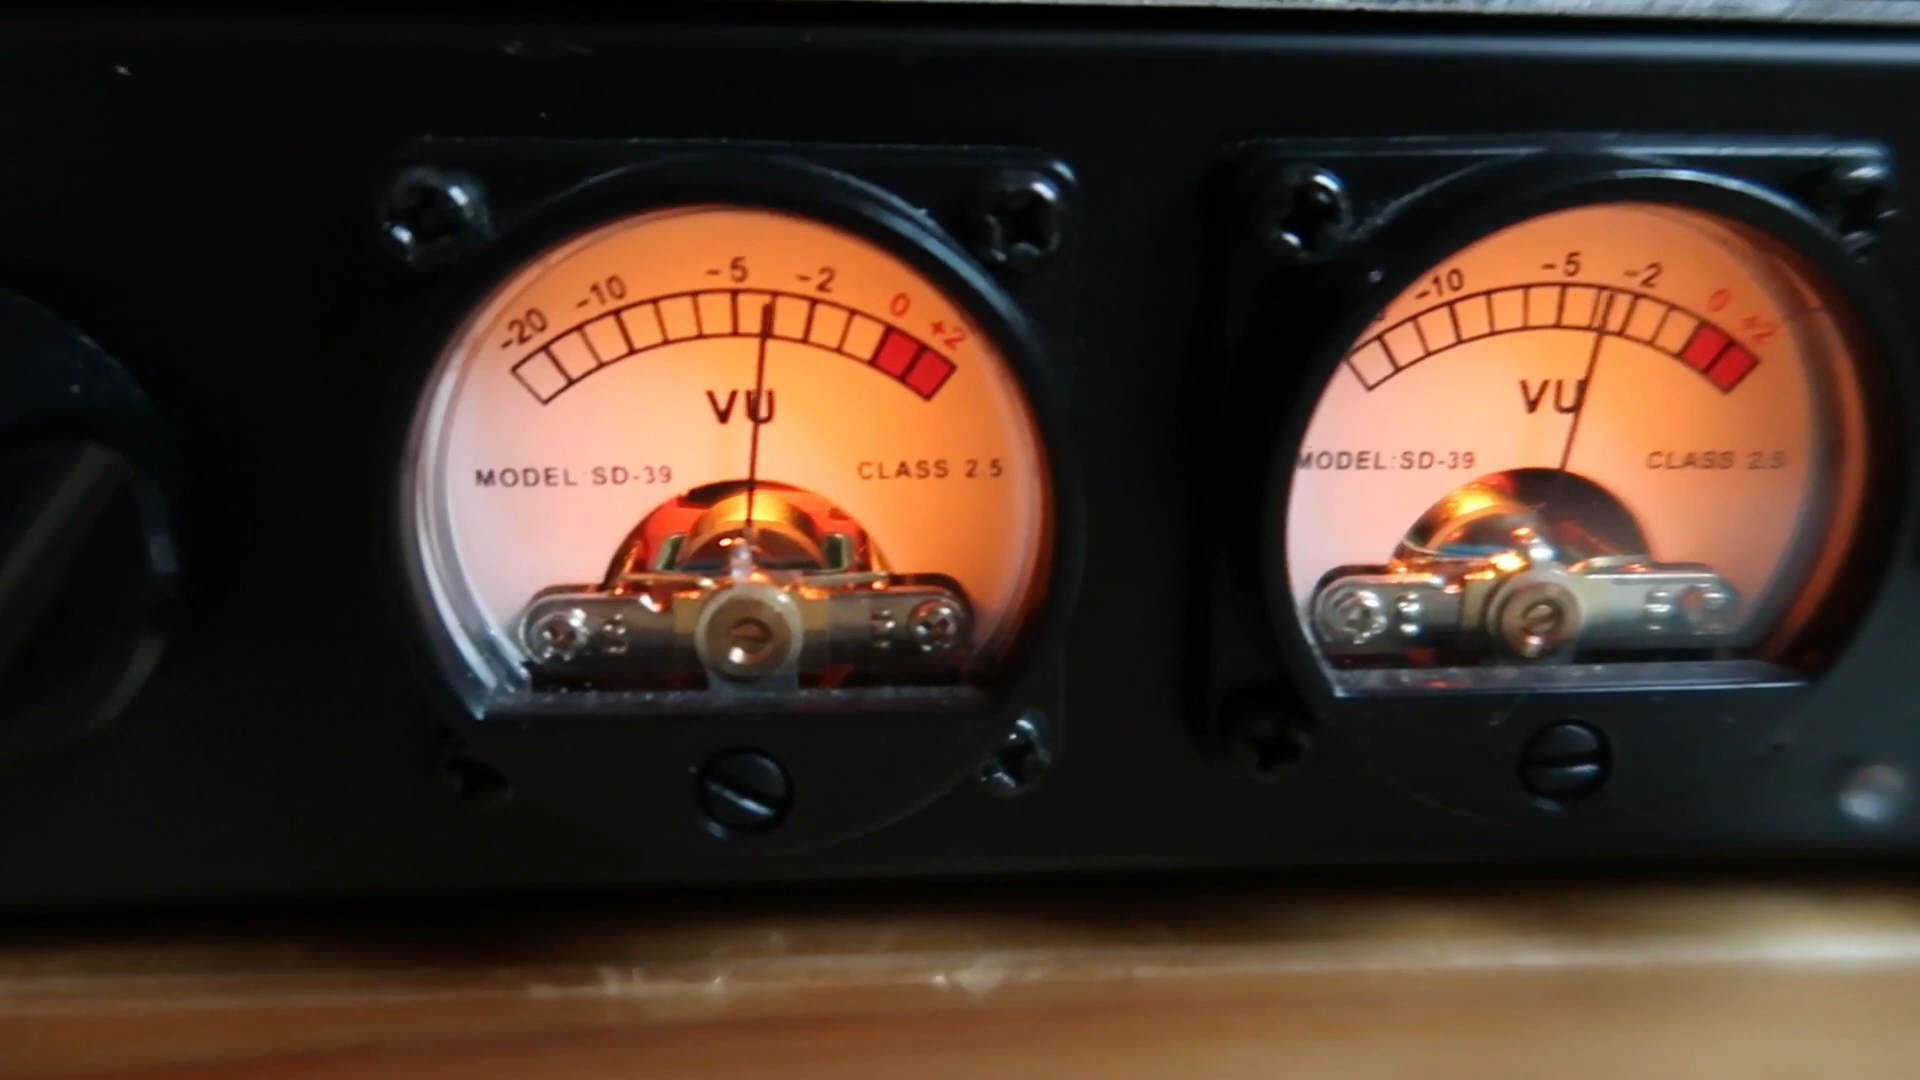 -20 -10 -5 -2 0 +2
VU
MODEL:SD-39 CLASS 2.5
-10 -5 -2 0 +2
VU
MODEL:SD-39 CLASS 2.5